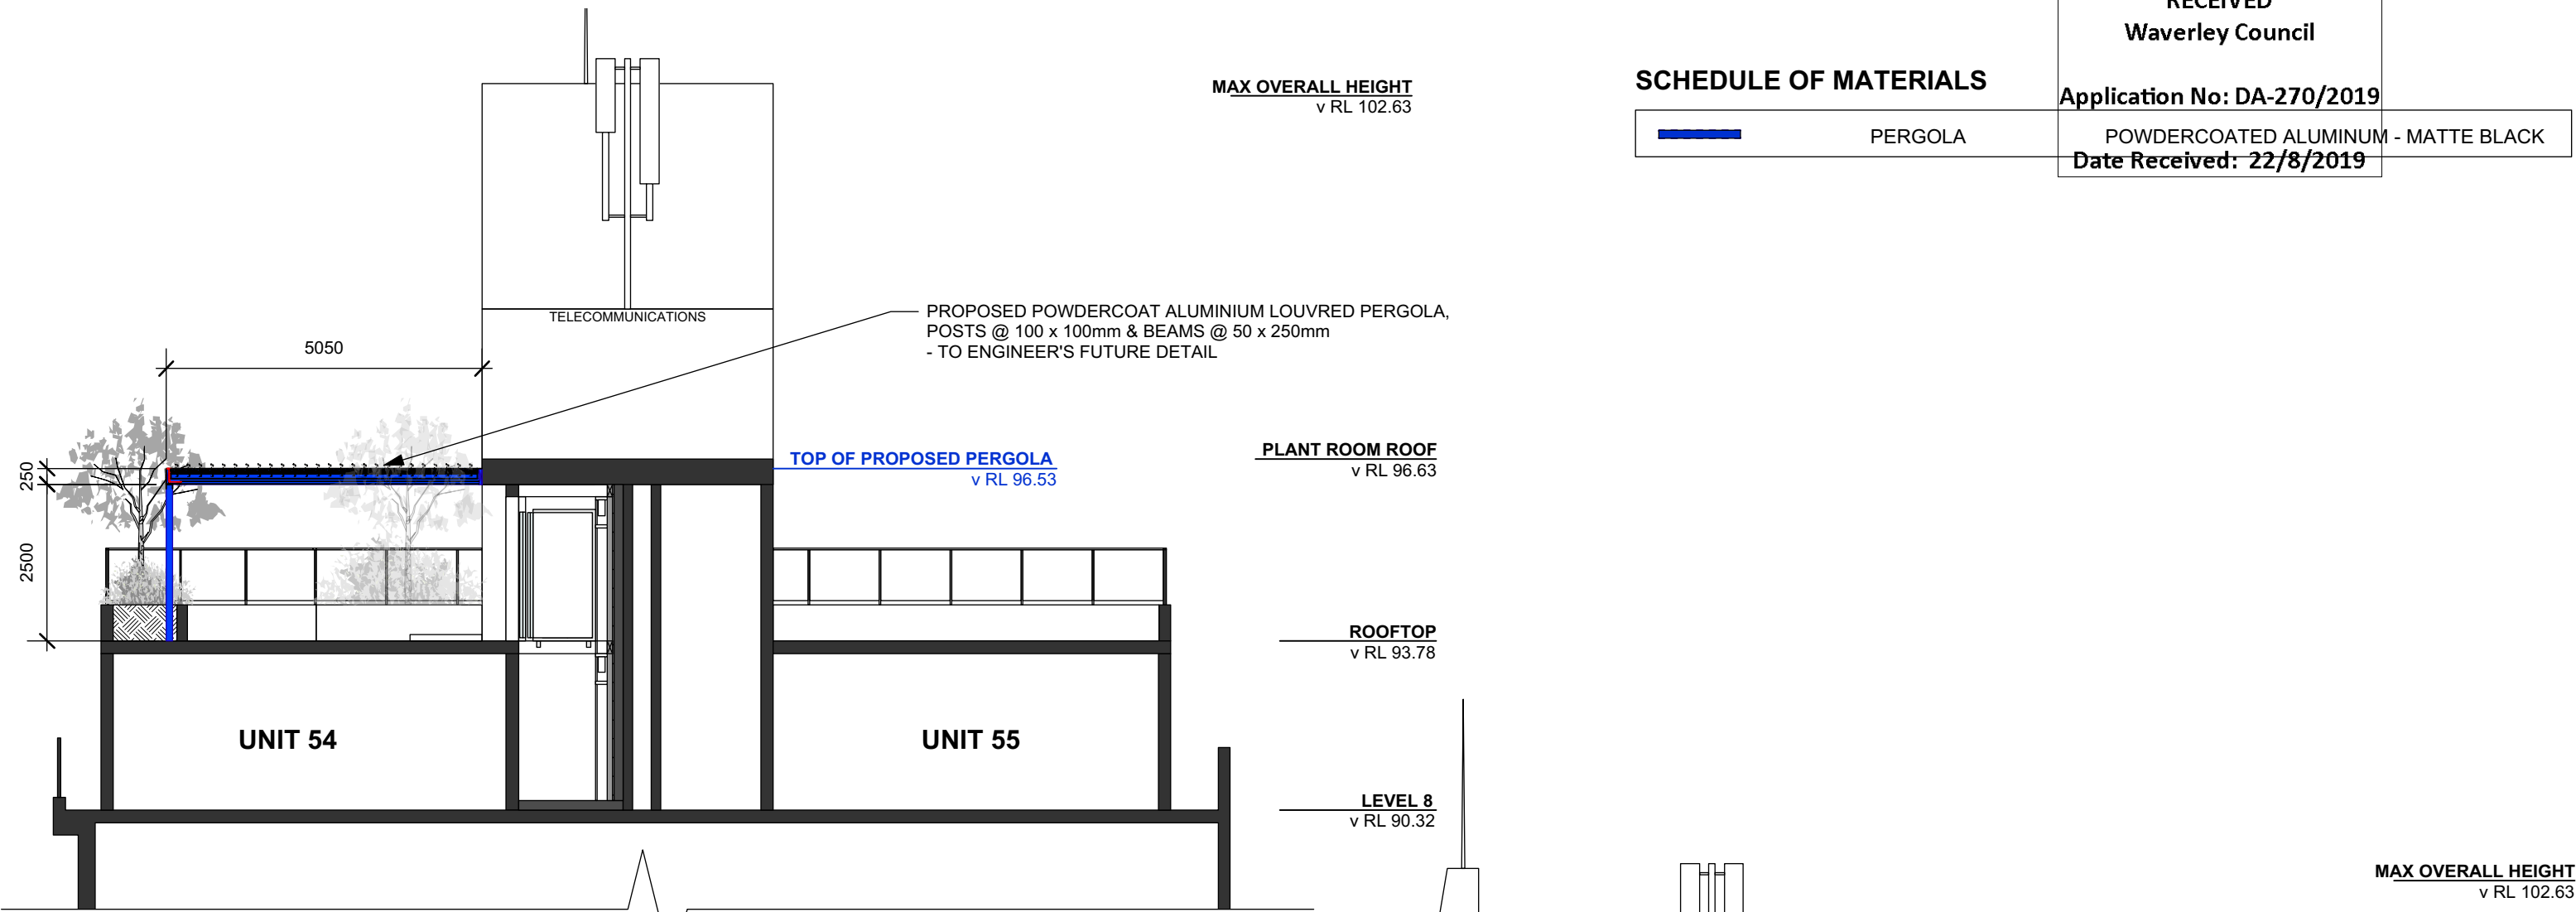 RECEIVED
Waverley Council
Application No: DA-270/2019
Date Received: 22/8/2019
SCHEDULE OF MATERIALS
PERGOLA
POWDERCOATED ALUMINUM - MATTE BLACK
MAX OVERALL HEIGHT
v RL 102.63
TELECOMMUNICATIONS
PROPOSED POWDERCOAT ALUMINIUM LOUVRED PERGOLA,
POSTS @ 100 x 100mm & BEAMS @ 50 x 250mm
- TO ENGINEER'S FUTURE DETAIL
5050
250
2500
TOP OF PROPOSED PERGOLA
v RL 96.53
PLANT ROOM ROOF
v RL 96.63
ROOFTOP
v RL 93.78
UNIT 54
UNIT 55
LEVEL 8
v RL 90.32
MAX OVERALL HEIGHT
v RL 102.63